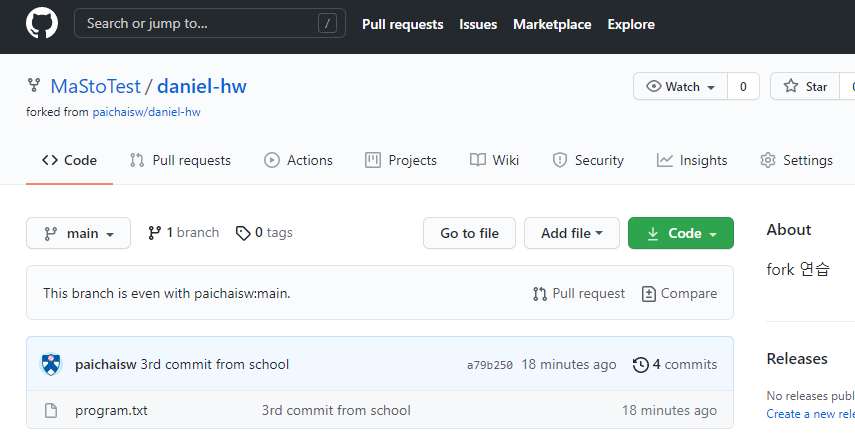 Search or jump to... / Pull requests Issues Marketplace Explore
MaStoTest / daniel-hw Watch 0 Star
forked from paichaisw/daniel-hw
Code Pull requests Actions Projects Wiki Security Insights Settings
main 1 branch 0 tags Go to file Add file Code
About
This branch is even with paichaisw:main. Pull request Compare
fork 연습
paichaisw 3rd commit from school a79b250 18 minutes ago 4 commits
Releases
program.txt 3rd commit from school 18 minutes ago
No releases publ
Create a new rele